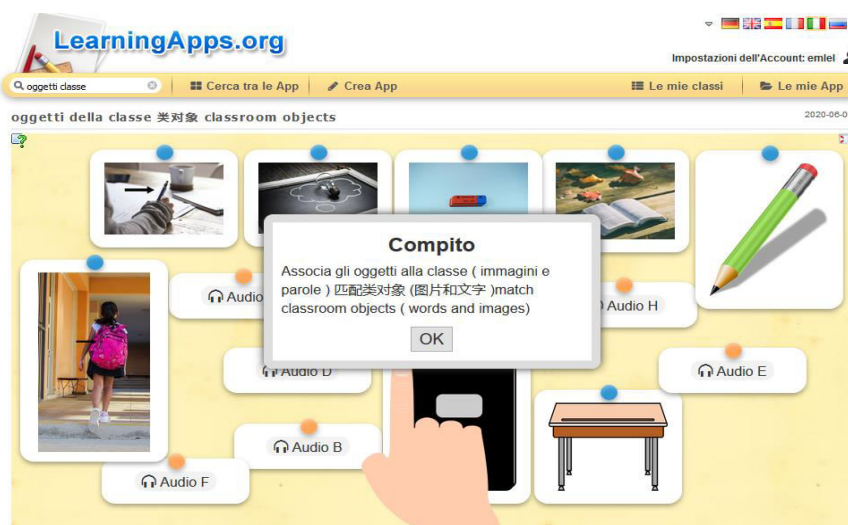 LearningApps.org
Impostazioni dell'Account: emlel
oggetti classe
Cerca tra le App
Crea App
Le mie classi
Le mie App
oggetti della classe 类对象 classroom objects
2020-06-0
Compito
Associa gli oggetti alla classe ( immagini e
parole ) 匹配类对象 (图片和文字 )match
classroom objects ( words and images)
OK
Audio
Audio H
Audio D
Audio E
Audio B
Audio F